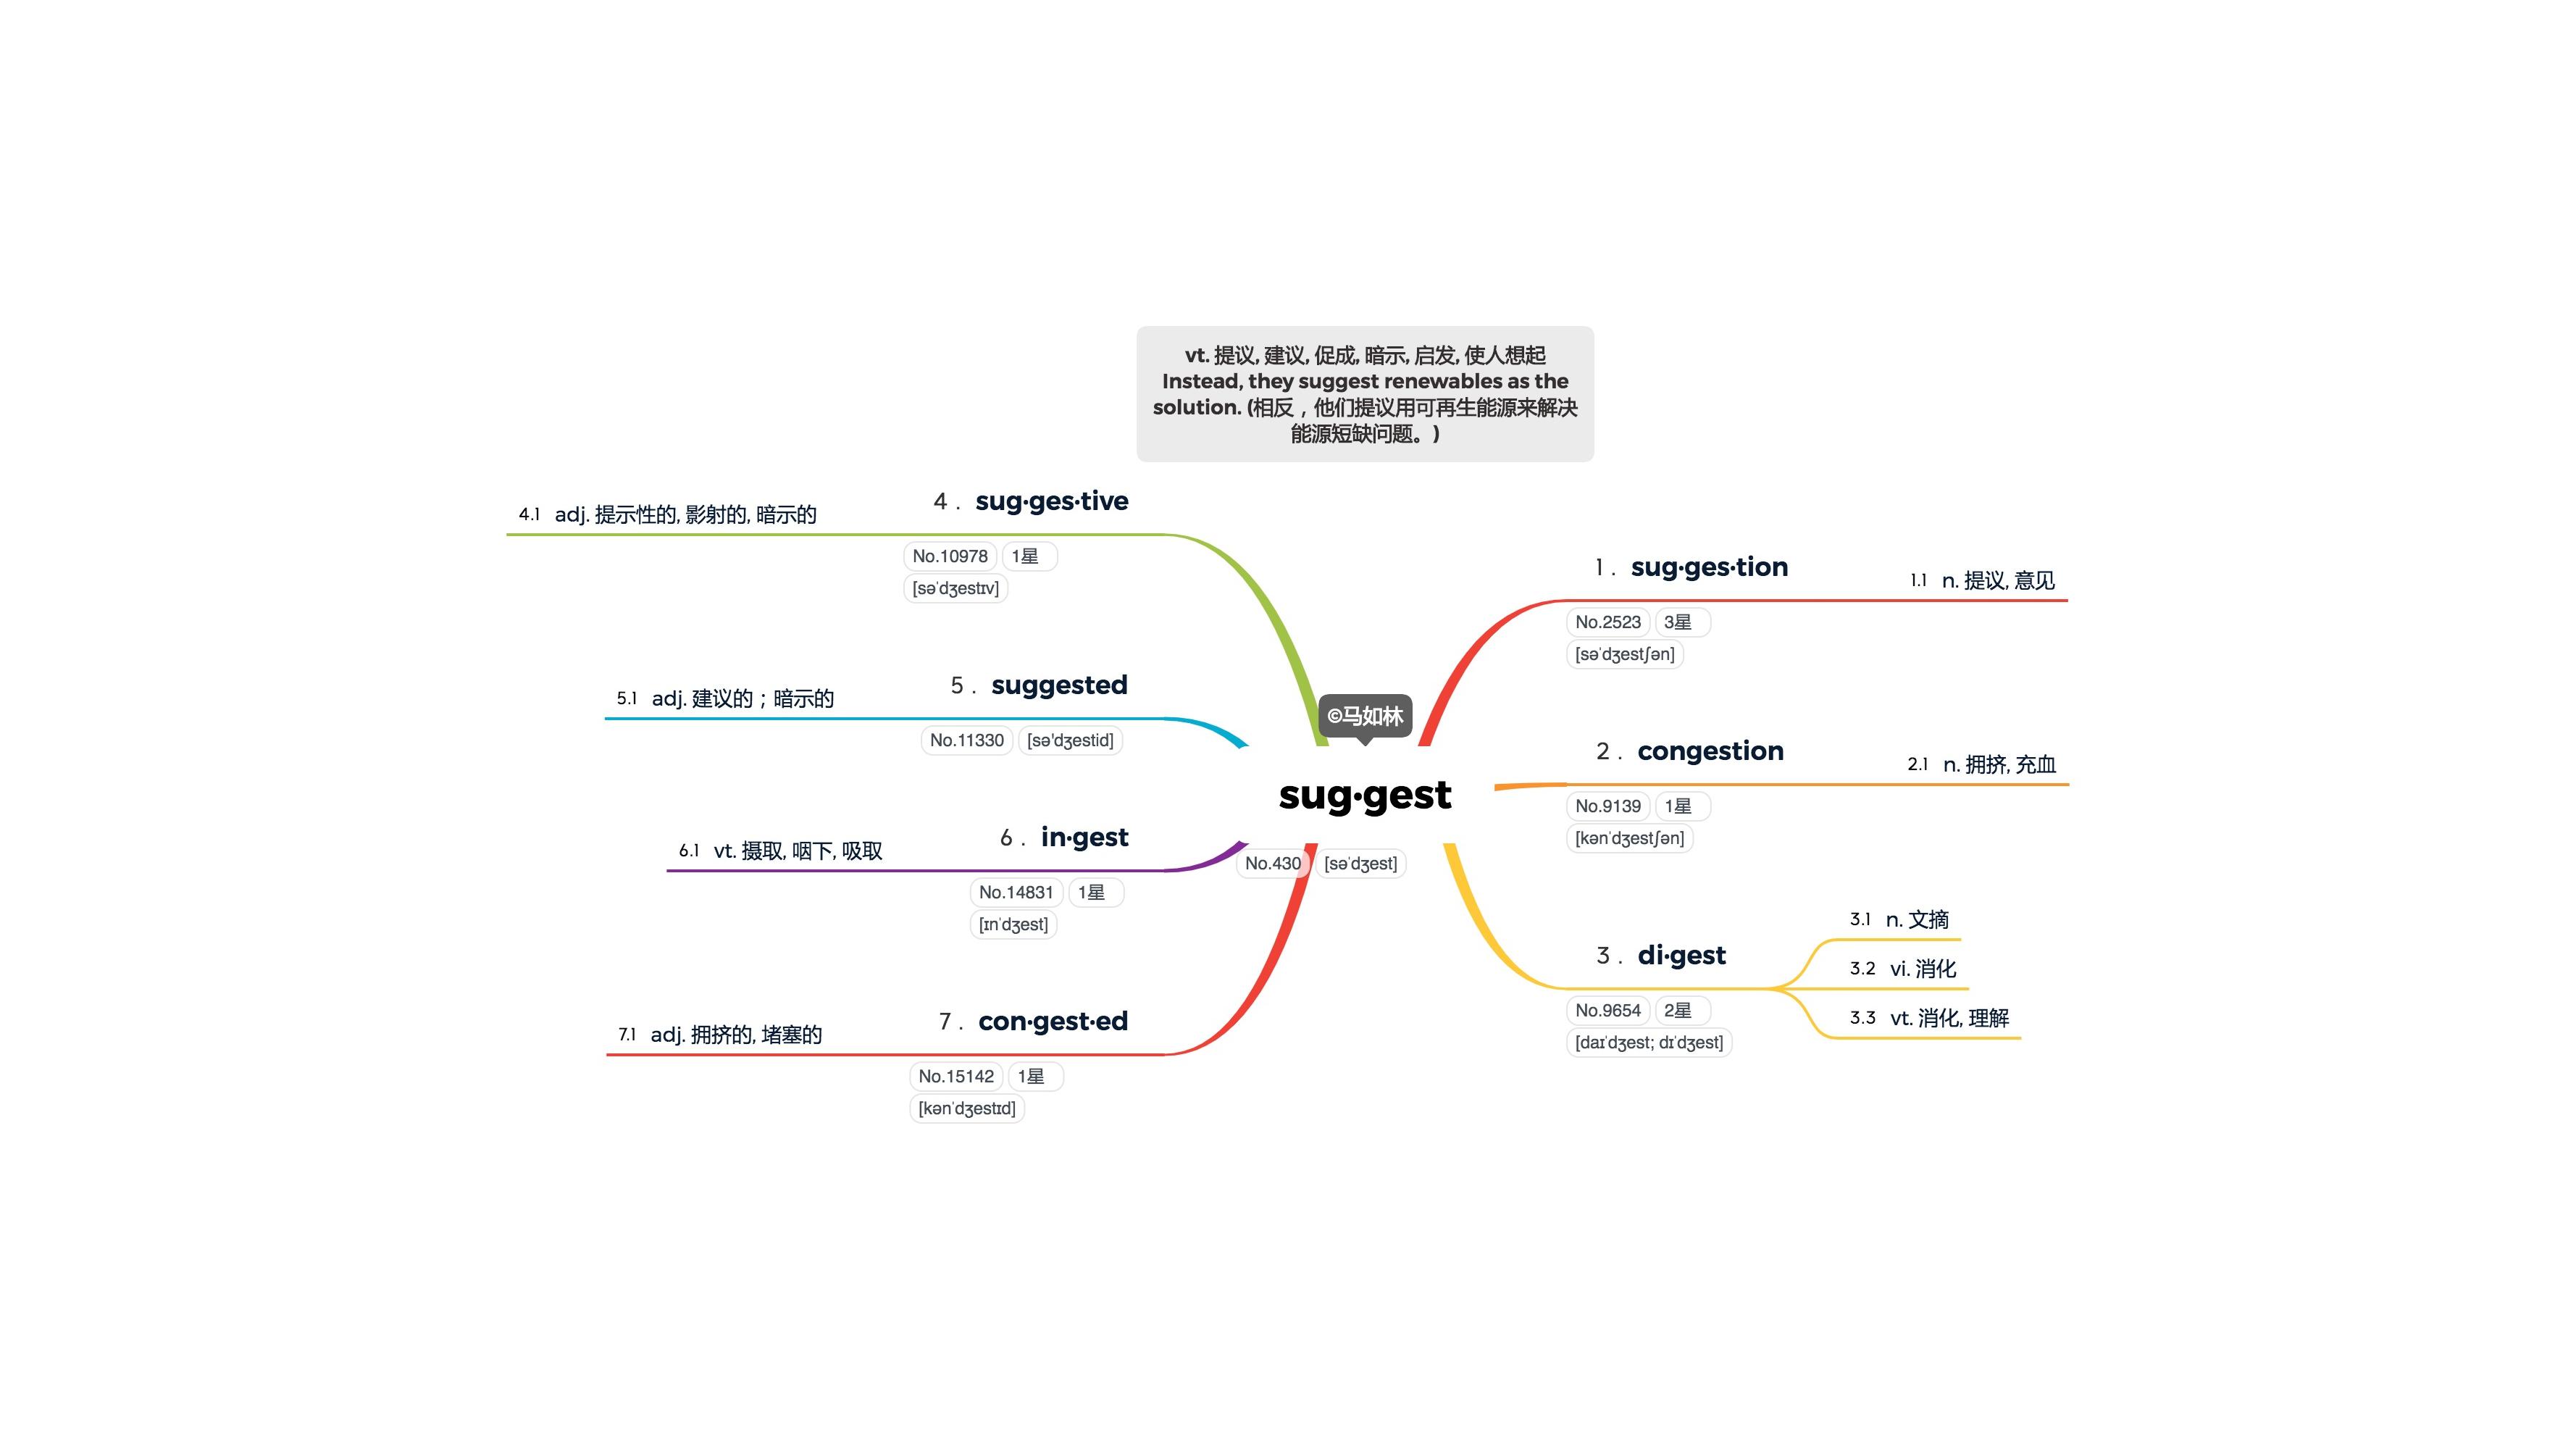 vt. 提议, 建议, 促成, 暗示, 启发, 使人想起
Instead, they suggest renewables as the
solution. (相反，他们提议用可再生能源来解决
能源短缺问题。)
©马如林
sug·gest
No.430 [səˈdʒest]
1. sug·ges·tion
No.2523 3星
[səˈdʒestʃən]
1.1 n. 提议, 意见
2. congestion
No.9139 1星
[kənˈdʒestʃən]
2.1 n. 拥挤, 充血
3. di·gest
No.9654 2星
[daɪˈdʒest; dɪˈdʒest]
3.1 n. 文摘
3.2 vi. 消化
3.3 vt. 消化, 理解
4. sug·ges·tive
No.10978 1星
[səˈdʒestɪv]
4.1 adj. 提示性的, 影射的, 暗示的
5. suggested
No.11330 [sə'dʒestid]
5.1 adj. 建议的；暗示的
6. in·gest
No.14831 1星
[ɪnˈdʒest]
6.1 vt. 摄取, 咽下, 吸取
7. con·gest·ed
No.15142 1星
[kənˈdʒestɪd]
7.1 adj. 拥挤的, 堵塞的